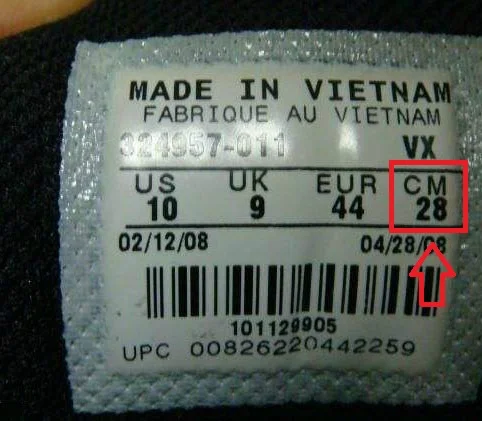 MADE IN VIETNAM
FABRIQUE AU VIETNAM
324957-011 VX
US UK EUR CM
10 9 44 28
02/12/08 04/28/08
101129905
UPC 00826220442259